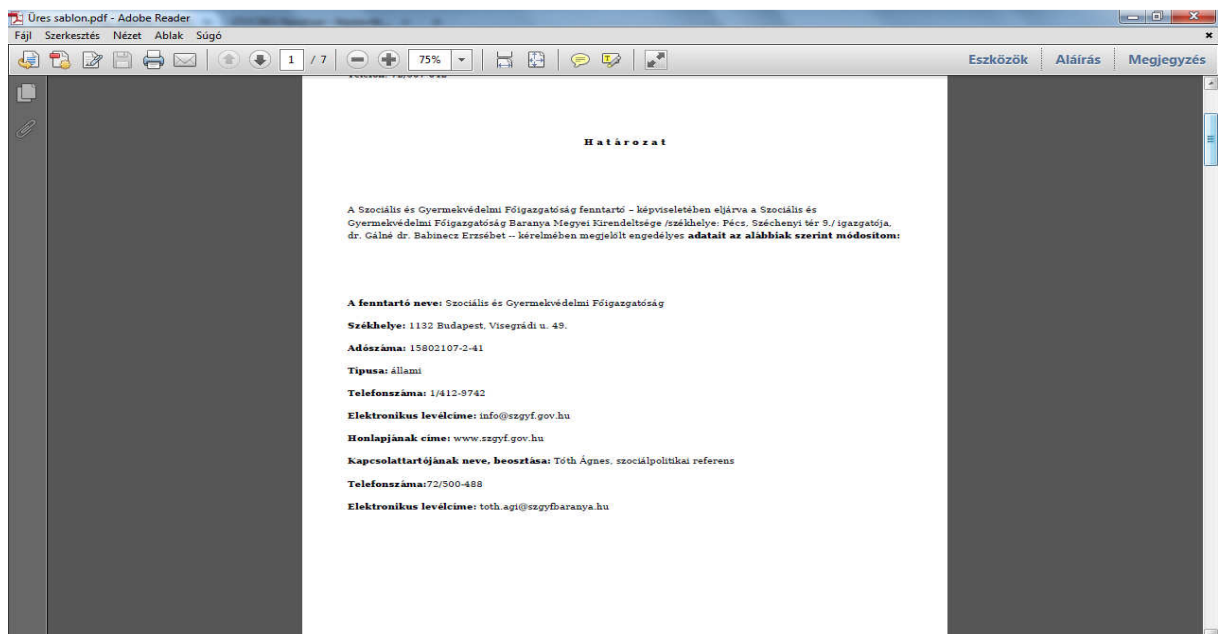 Üres sablon.pdf - Adobe Reader
Fájl Szerkesztés Nézet Ablak Súgó
1 / 7 75% Eszközök Aláírás Megjegyzés
Határozat
A Szociális és Gyermekvédelmi Főigazgatóság fenntartó – képviseletében eljárva a Szociális és
Gyermekvédelmi Főigazgatóság Baranya Megyei Kirendeltsége /székhelye: Pécs, Széchenyi tér 9./ igazgatója,
dr. Gálné dr. Babinecz Erzsébet -- kérelmében megjelölt engedélyes adatait az alábbiak szerint módosítom:
A fenntartó neve: Szociális és Gyermekvédelmi Főigazgatóság
Székhelye: 1132 Budapest, Visegrádi u. 49.
Adószáma: 15802107-2-41
Típusa: állami
Telefonszáma: 1/412-9742
Elektronikus levélcíme: info@szgyf.gov.hu
Honlapjának címe: www.szgyf.gov.hu
Kapcsolattartójának neve, beosztása: Tóth Ágnes, szociálpolitikai referens
Telefonszáma:72/500-488
Elektronikus levélcíme: toth.agi@szgyfbaranya.hu